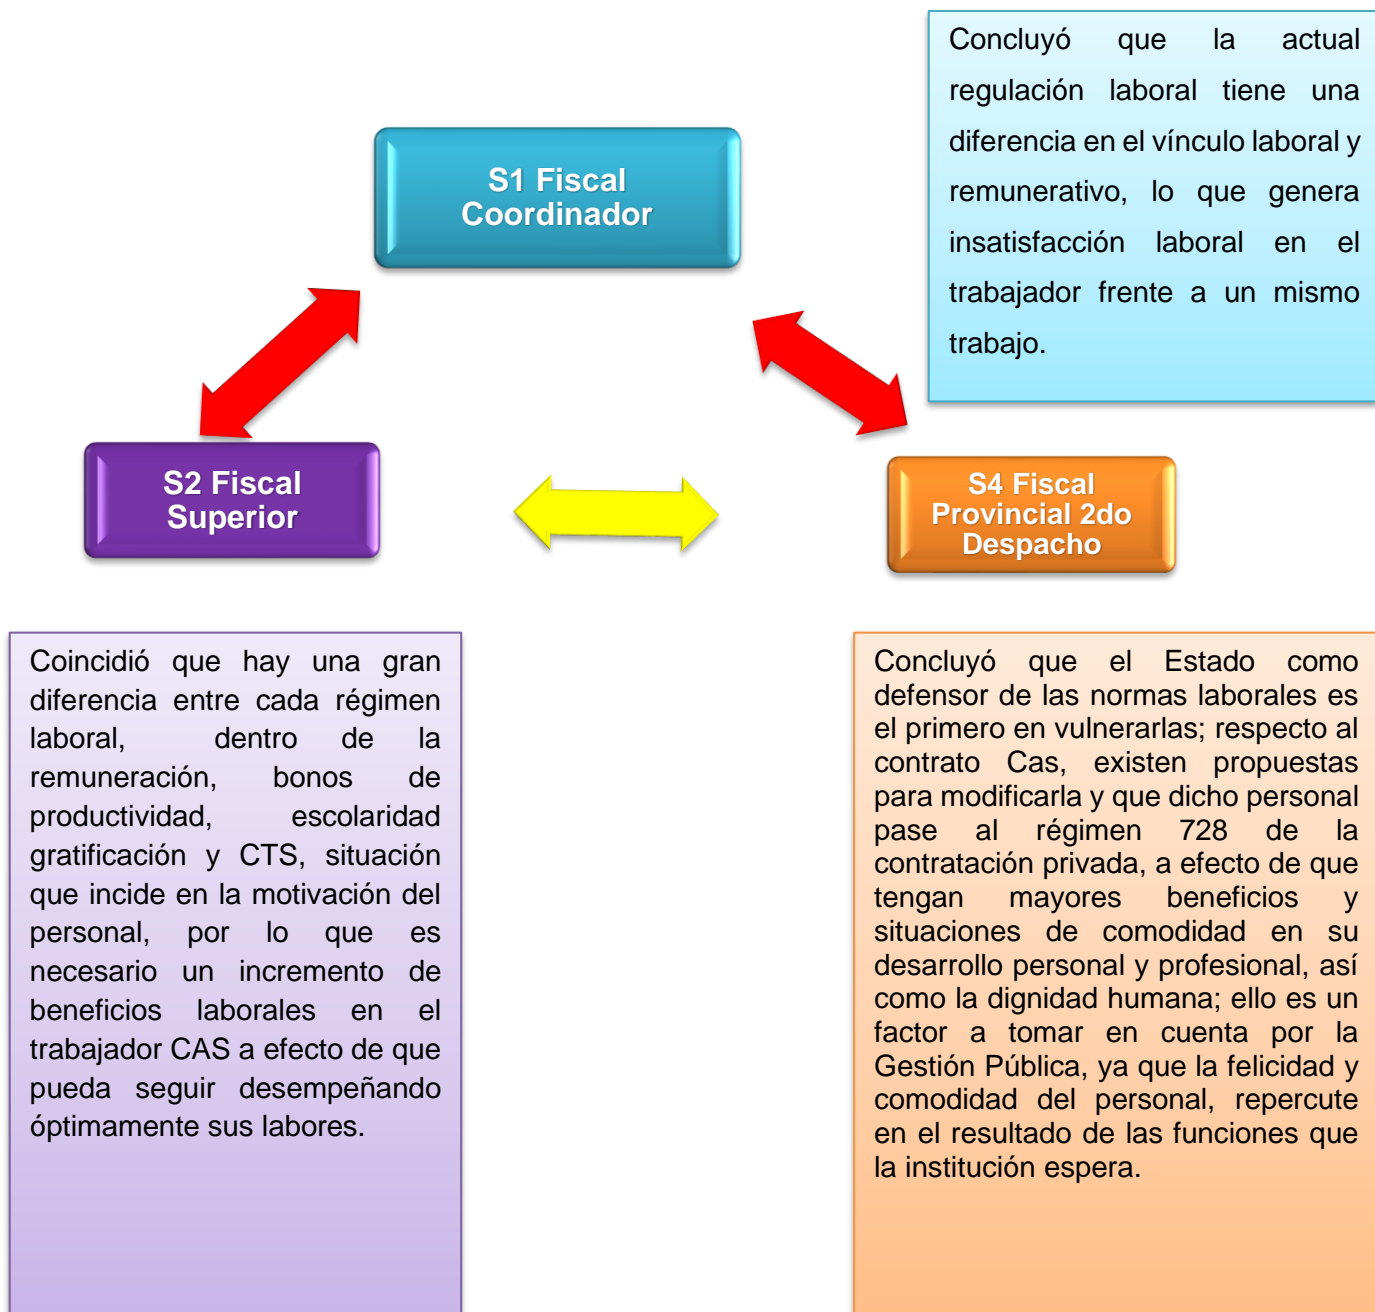 Concluyó que la actual
regulación laboral tiene una
diferencia en el vínculo laboral y
remunerativo, lo que genera
insatisfacción laboral en el
trabajador frente a un mismo
trabajo.
S1 Fiscal
Coordinador
S2 Fiscal
Superior
S4 Fiscal
Provincial 2do
Despacho
Coincidió que hay una gran
diferencia entre cada régimen
laboral, dentro de la
remuneración, bonos de
productividad, escolaridad
gratificación y CTS, situación
que incide en la motivación del
personal, por lo que es
necesario un incremento de
beneficios laborales en el
trabajador CAS a efecto de que
pueda seguir desempeñando
óptimamente sus labores.
Concluyó que el Estado como
defensor de las normas laborales es
el primero en vulnerarlas; respecto al
contrato Cas, existen propuestas
para modificarla y que dicho personal
pase al régimen 728 de la
contratación privada, a efecto de que
tengan mayores beneficios y
situaciones de comodidad en su
desarrollo personal y profesional, así
como la dignidad humana; ello es un
factor a tomar en cuenta por la
Gestión Pública, ya que la felicidad y
comodidad del personal, repercute
en el resultado de las funciones que
la institución espera.